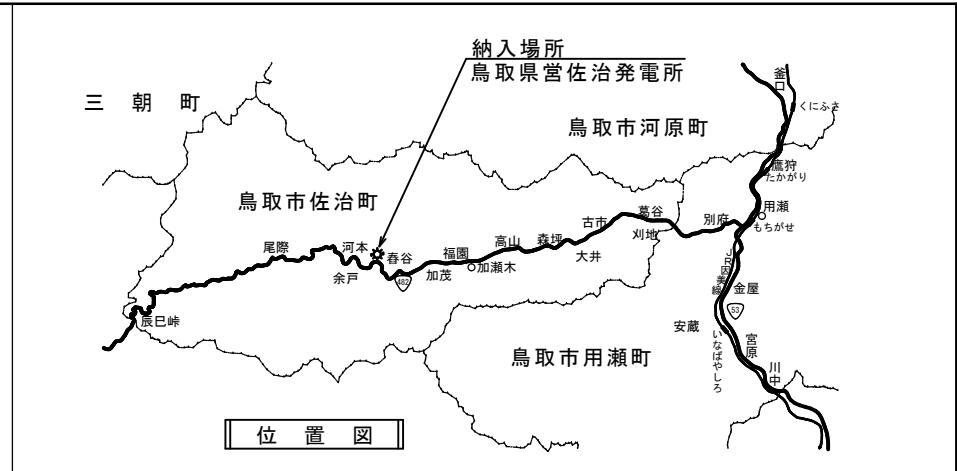 納入場所
鳥取県営佐治発電所
三朝町
鳥取市河原町
釜口
くにふさ
鷹狩
たかがり
鳥取市佐治町
用瀬
もちがせ
別府
葛谷
刈地
古市
大井
森坪
高山
福園
加瀬木
加茂
482
春谷
河本
余戸
尾際
辰巳峠
JR因美線
金屋
53
安蔵
いなばやしろ
宮原
川中
鳥取市用瀬町
位置図